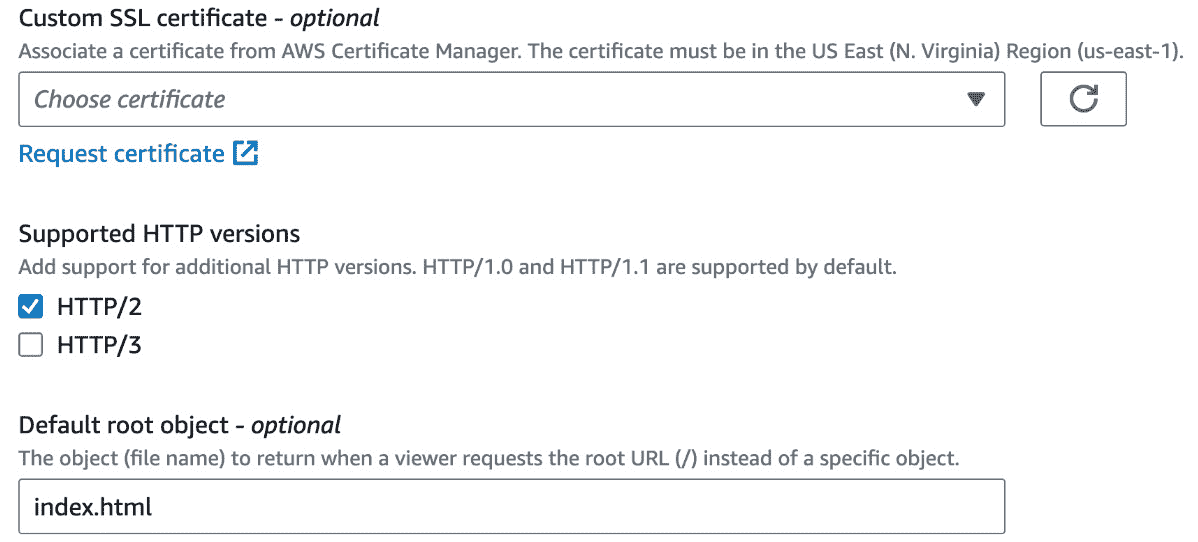 Custom SSL certificate - optional
Associate a certificate from AWS Certificate Manager. The certificate must be in the US East (N. Virginia) Region (us-east-1).
Choose certificate
Request certificate
Supported HTTP versions
Add support for additional HTTP versions. HTTP/1.0 and HTTP/1.1 are supported by default.
HTTP/2
HTTP/3
Default root object - optional
The object (file name) to return when a viewer requests the root URL (/) instead of a specific object.
index.html